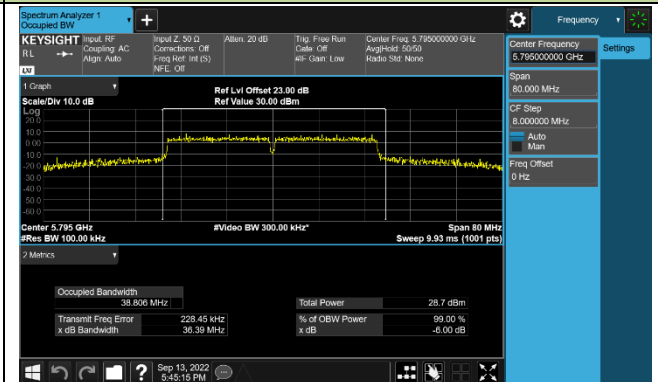 Spectrum Analyzer 1
Occupied BW
Frequency
KEYSIGHT
RL
LXI
Input: RF
Coupling: AC
Align: Auto
Input Z: 50 Ω
Corrections: Off
Freq Ref: Int (S)
NFE: Off
Atten: 20 dB
Trig: Free Run
Gate: Off
#IF Gain: Low
Center Freq: 5.795000000 GHz
Avg|Hold: 50/50
Radio Std: None
Center Frequency
5.795000000 GHz
Settings
Span
80.000 MHz
CF Step
8.000000 MHz
Auto
Man
Freq Offset
0 Hz
1 Graph
Scale/Div 10.0 dB
Ref Lvl Offset 23.00 dB
Ref Value 30.00 dBm
Log
20.0
10.0
0.00
-10.0
-20.0
-30.0
-40.0
-50.0
-60.0
Center 5.795 GHz
#Res BW 100.00 kHz
#Video BW 300.00 kHz*
Span 80 MHz
Sweep 9.93 ms (1001 pts)
2 Metrics
Occupied Bandwidth
38.806 MHz
Total Power 28.7 dBm
Transmit Freq Error 228.45 kHz
% of OBW Power 99.00 %
x dB Bandwidth 36.39 MHz
x dB -6.00 dB
Sep 13, 2022
5:45:15 PM